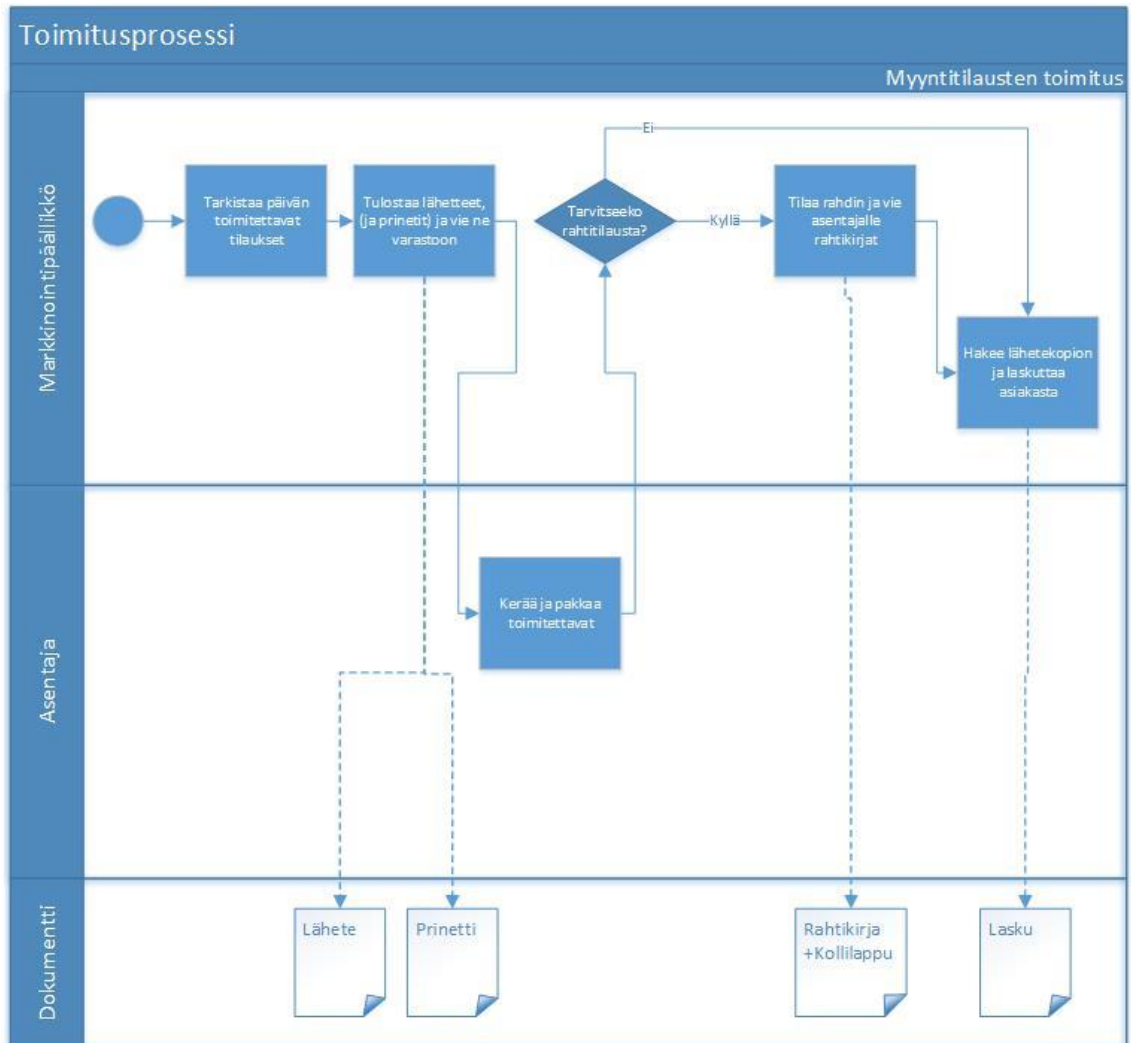 Toimitusprosessi
Myyntitilausten toimitus
Markkinointipäällikkö
Tarkistaa päivän
toimitettavat
tilaukset
Tulostaa lähetteet,
(ja prinetit) ja vie ne
varastoon
Tarvitseeko
rahtitilausta?
Ei
Kyllä
Tilaa rahdin ja vie
asentajalle
rahtikirjat
Hakee lähetekopion
ja laskuttaa
asiakasta
Asentaja
Kerää ja pakkaa
toimitettavat
Dokumentti
Lähete
Prinetti
Rahtikirja
+Kollilappu
Lasku